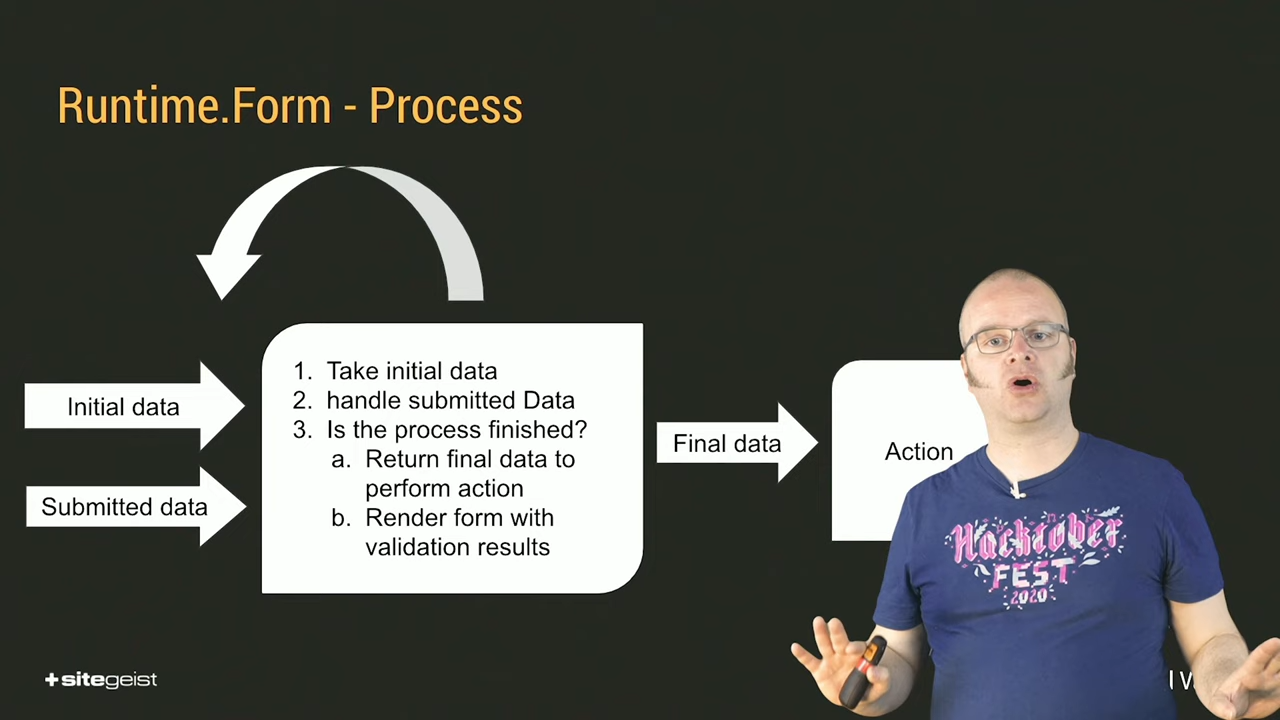 Runtime.Form - Process
Initial data
Submitted data
1. Take initial data
2. handle submitted Data
3. Is the process finished?
a. Return final data to
perform action
b. Render form with
validation results
Final data
Action
Hacktober
FEST
2020
+sitegeist